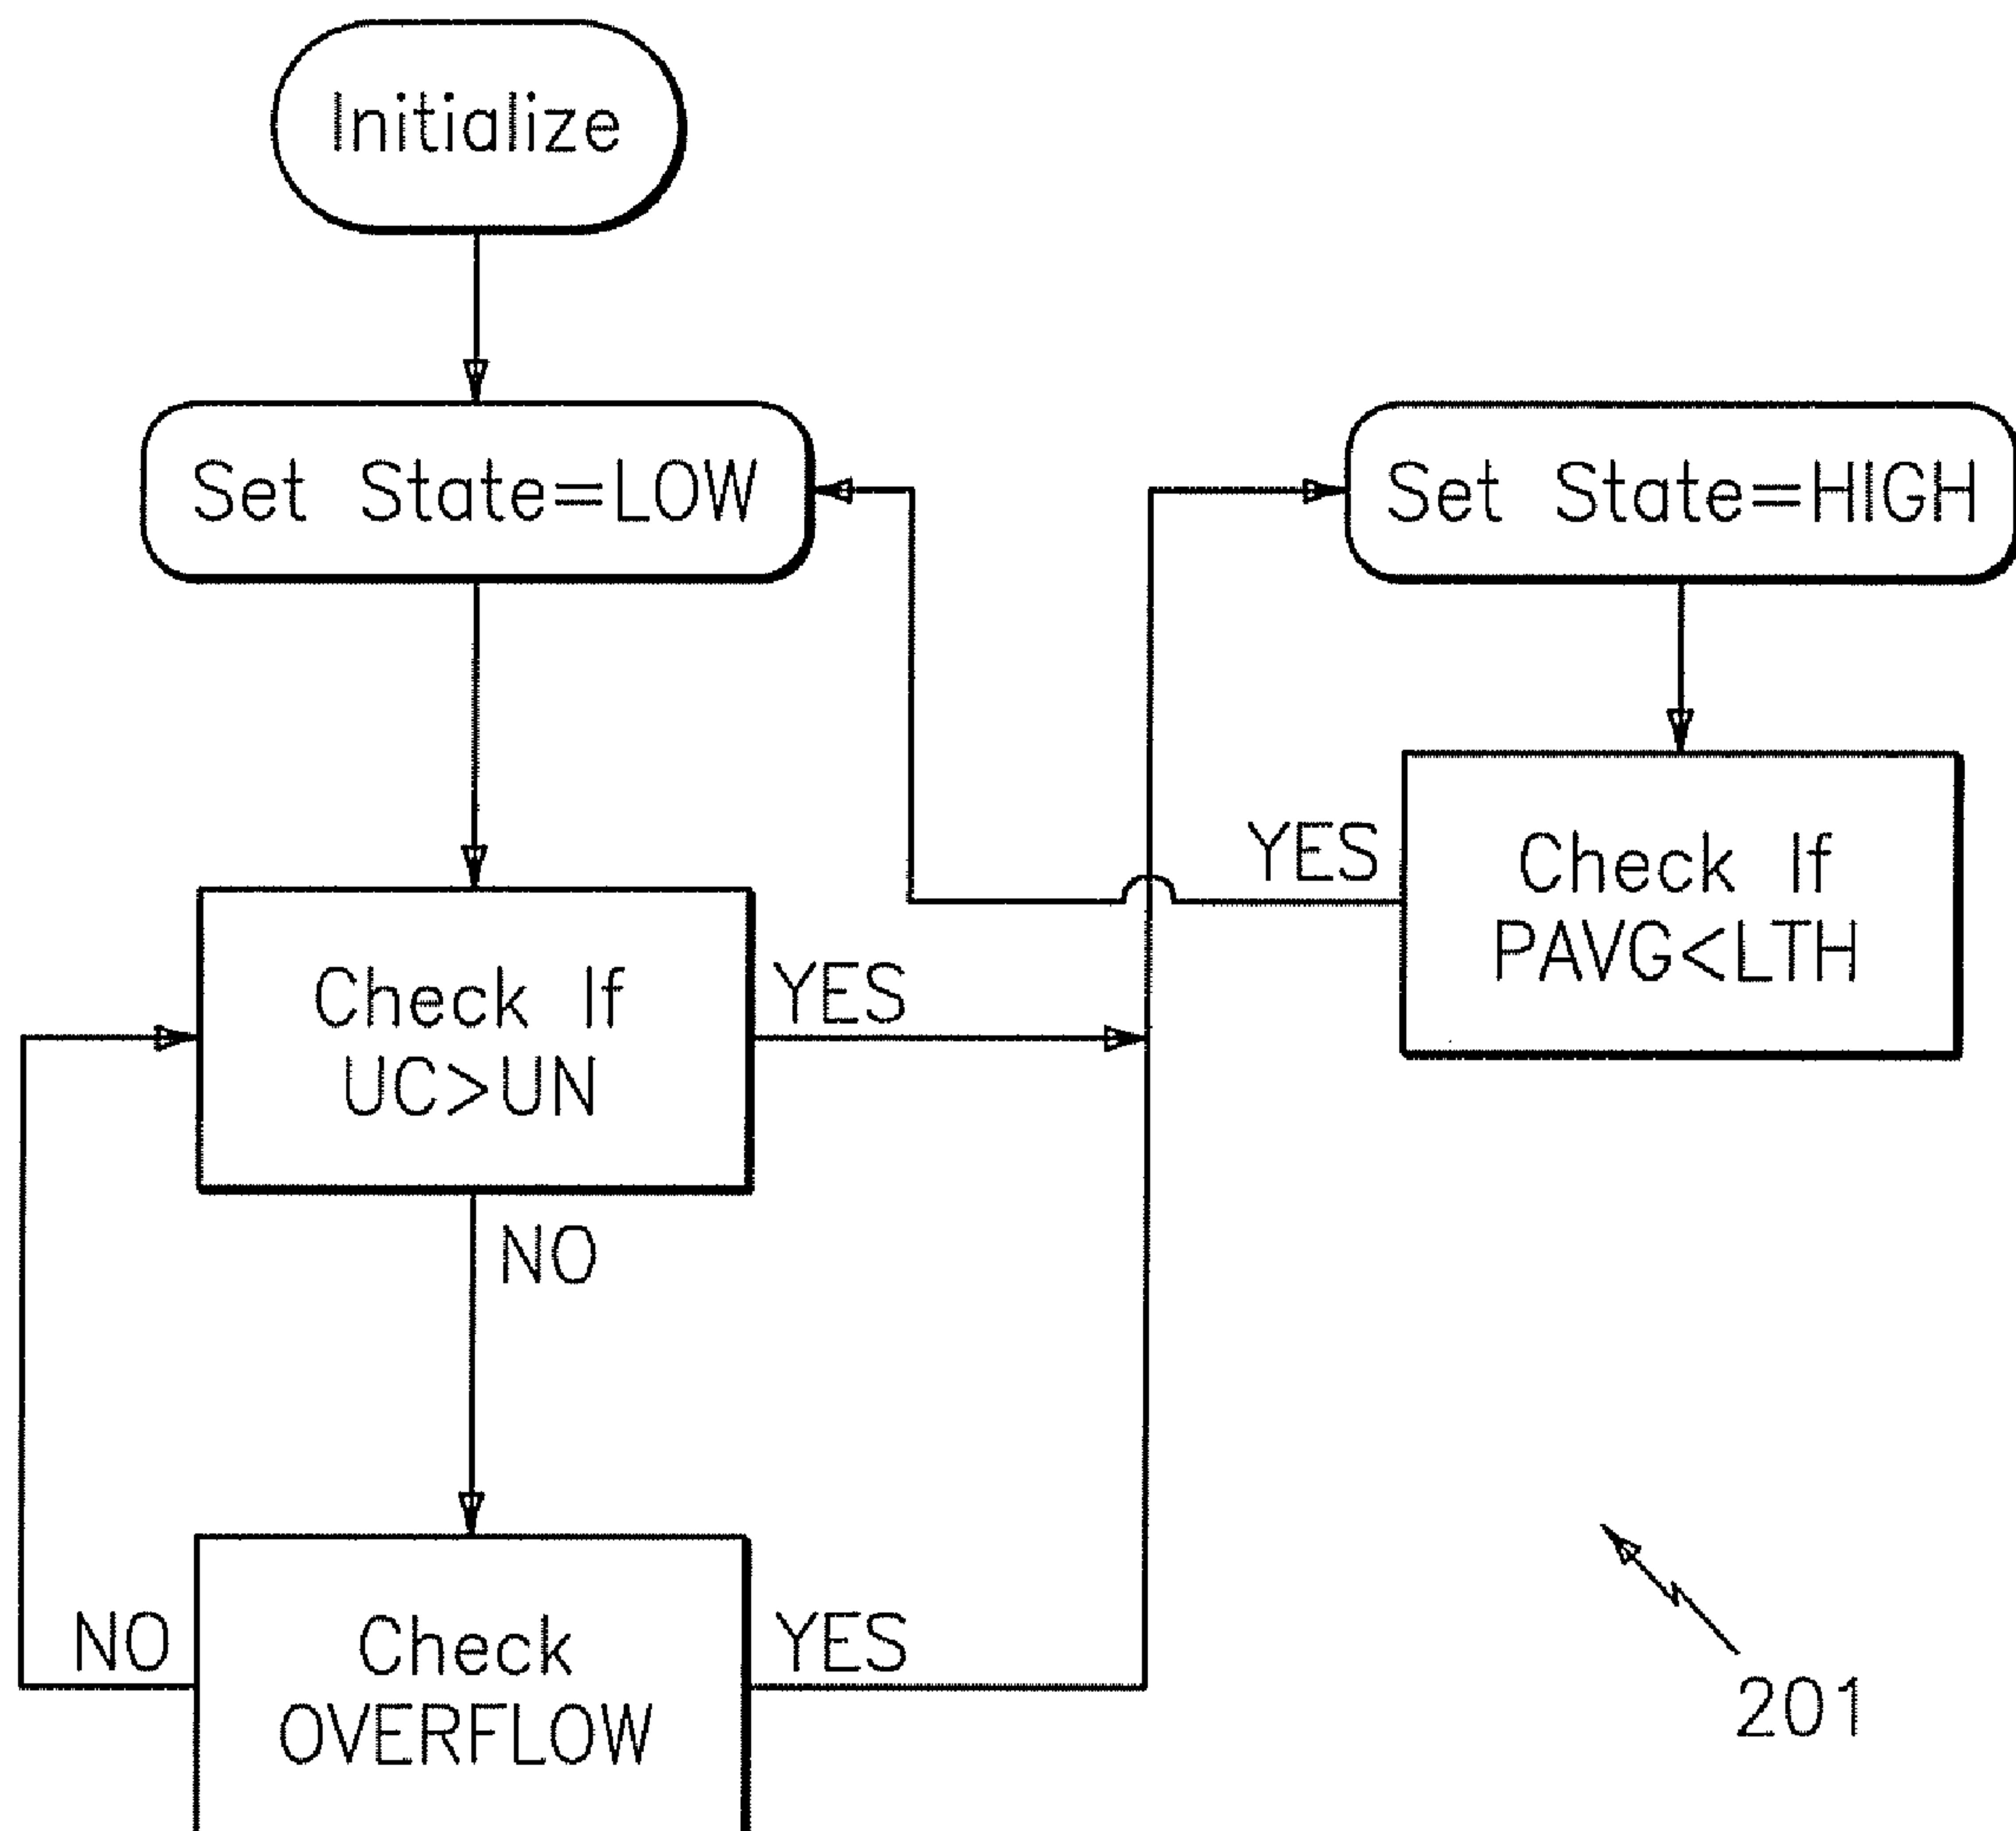 Initialize
Set State=LOW
Set State=HIGH
YES
Check If
PAVG<LTH
Check If
UC>UN
YES
NO
NO
Check
OVERFLOW
YES
201